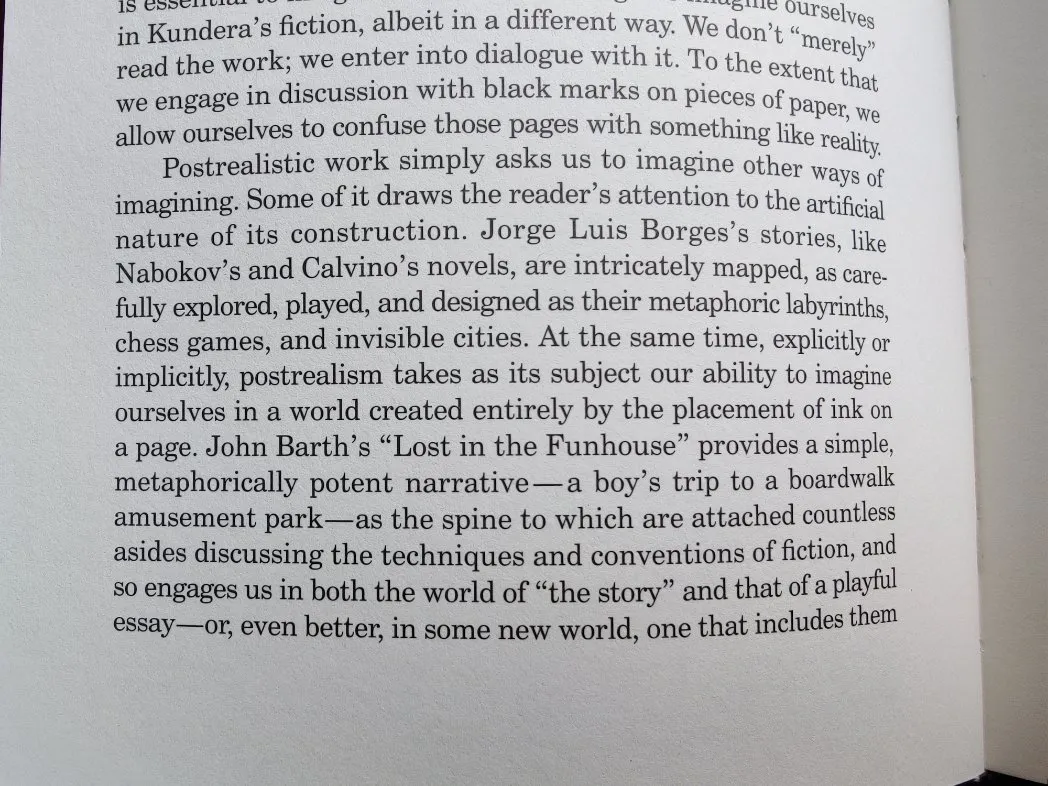 is essential to
imagine ourselves
in Kundera's fiction, albeit in a different way. We don't “merely”
read the work; we enter into dialogue with it. To the extent that
we engage in discussion with black marks on pieces of paper, we
allow ourselves to confuse those pages with something like reality.
Postrealistic work simply asks us to imagine other ways of
imagining. Some of it draws the reader's attention to the artificial
nature of its construction. Jorge Luis Borges's stories, like
Nabokov's and Calvino's novels, are intricately mapped, as care-
fully explored, played, and designed as their metaphoric labyrinths,
chess games, and invisible cities. At the same time, explicitly or
implicitly, postrealism takes as its subject our ability to imagine
ourselves in a world created entirely by the placement of ink on
a page. John Barth's “Lost in the Funhouse” provides a simple,
metaphorically potent narrative—a boy's trip to a boardwalk
amusement park—as the spine to which are attached countless
asides discussing the techniques and conventions of fiction, and
so engages us in both the world of “the story” and that of a playful
essay—or, even better, in some new world, one that includes them